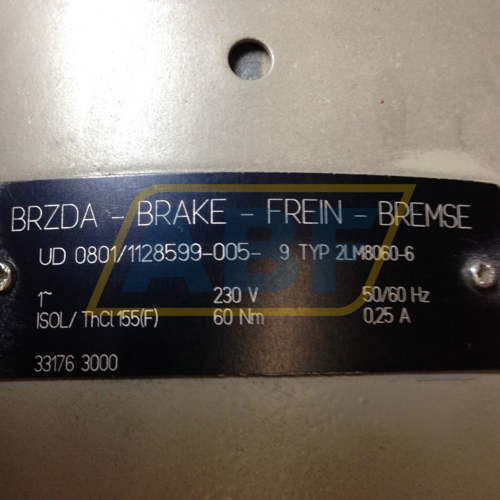 BRZDA - BRAKE - FREIN - BREMSE
UD 0801/1128599-005- 9 TYP 2LM8060-6
1~ 230 V 50/60 Hz
ISOL/ ThCl.155(F) 60 Nm 0,25 A
33176 3000
ABF